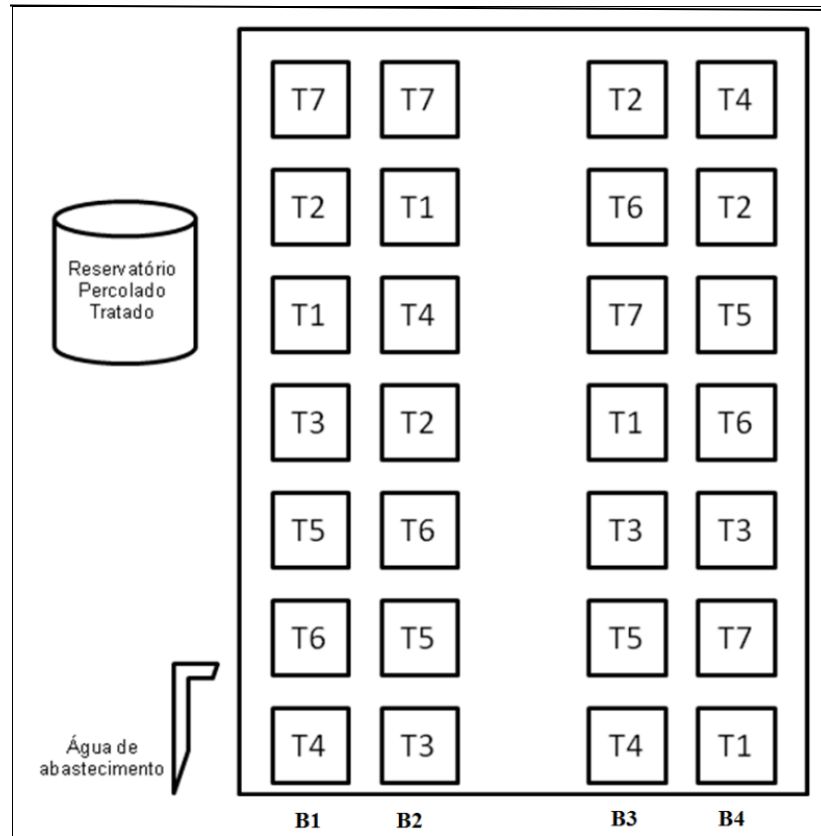 T7 T7 T2 T4
T2 T1 T6 T2
Reservatório
Percolado
Tratado
T1 T4 T7 T5
T3 T2 T1 T6
T5 T6 T3 T3
T6 T5 T5 T7
Água de
abastecimento
T4 T3 T4 T1
B1 B2 B3 B4